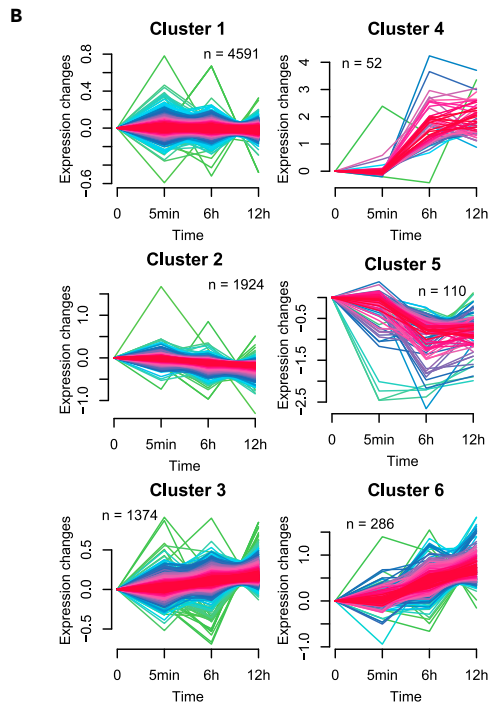 B
Cluster 1
n = 4591
Expression changes
0.8
0.4
0.0
−0.6
0
5min
6h
12h
Time
Cluster 4
n = 52
Expression changes
4
3
2
1
0
0
5min
6h
12h
Time
Cluster 2
n = 1924
Expression changes
1.0
0.0
−1.0
0
5min
6h
12h
Time
Cluster 5
n = 110
Expression changes
−0.5
−1.5
−2.5
0
5min
6h
12h
Time
Cluster 3
n = 1374
Expression changes
0.5
0.0
−0.5
0
5min
6h
12h
Time
Cluster 6
n = 286
Expression changes
1.0
0.0
−1.0
0
5min
6h
12h
Time